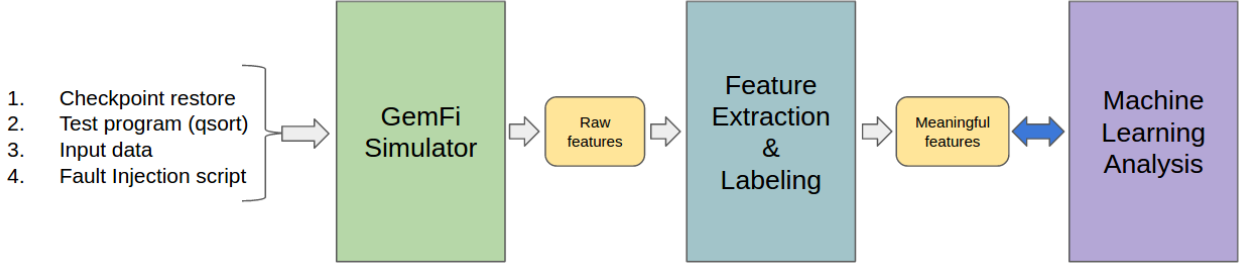 1. Checkpoint restore
2. Test program (qsort)
3. Input data
4. Fault Injection script
GemFi
Simulator
Raw
features
Feature
Extraction
&
Labeling
Meaningful
features
Machine
Learning
Analysis